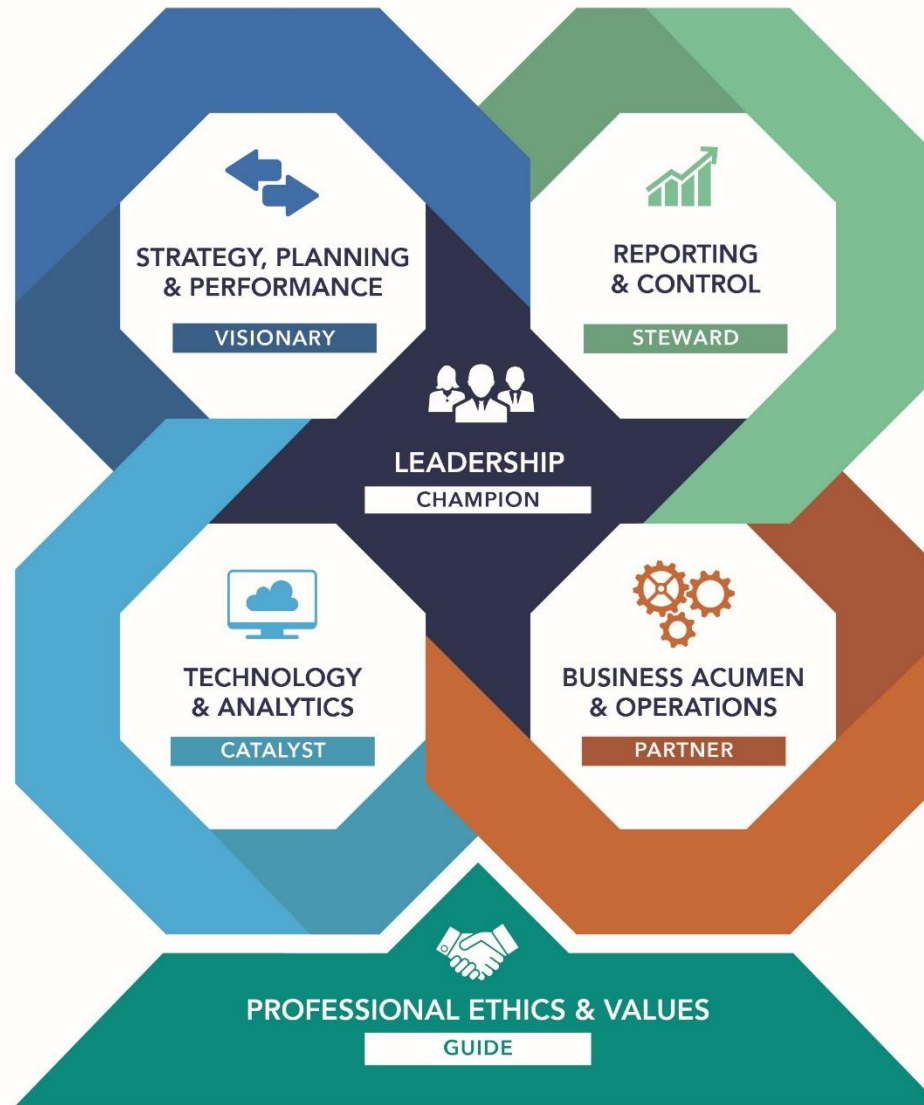 STRATEGY, PLANNING
& PERFORMANCE
VISIONARY
REPORTING
& CONTROL
STEWARD
LEADERSHIP
CHAMPION
TECHNOLOGY
& ANALYTICS
CATALYST
BUSINESS ACUMEN
& OPERATIONS
PARTNER
PROFESSIONAL ETHICS & VALUES
GUIDE